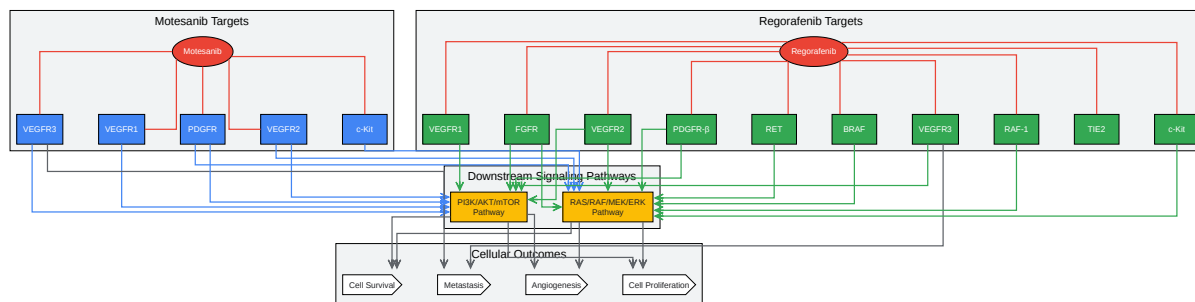 Motesanib Targets
Regorafenib Targets
Motesanib
Regorafenib
VEGFR3
VEGFR1
PDGFR
VEGFR2
c-Kit
VEGFR1
FGFR
VEGFR2
PDGFR-β
RET
BRAF
VEGFR3
RAF-1
TIE2
c-Kit
Downstream Signaling Pathways
PI3K/AKT/mTOR
Pathway
RAS/RAF/MEK/ERK
Pathway
Cellular Outcomes
Cell Survival
Metastasis
Angiogenesis
Cell Proliferation